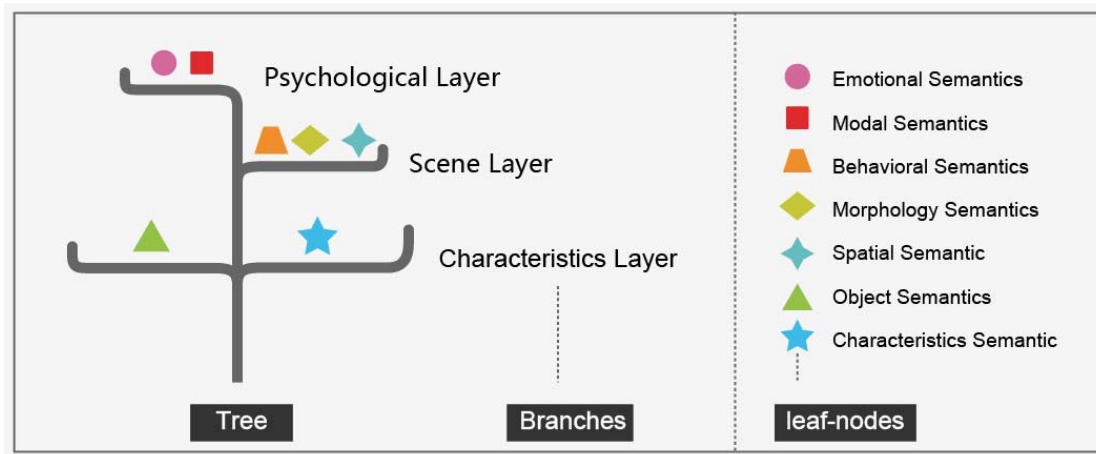 Psychological Layer
Scene Layer
Characteristics Layer
Tree
Branches
Emotional Semantics
Modal Semantics
Behavioral Semantics
Morphology Semantics
Spatial Semantic
Object Semantics
Characteristics Semantic
leaf-nodes